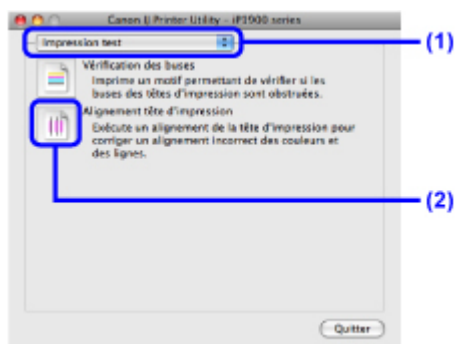 Canon IJ Printer Utility – iP1900 series
Impression test
(1)
Vérification des buses
Imprime un motif permettant de vérifier si les
buses des têtes d'impression sont obstruées.
Alignement tête d'impression
Exécute un alignement de la tête d'impression pour
corriger un alignement incorrect des couleurs et
des lignes.
(2)
Quitter